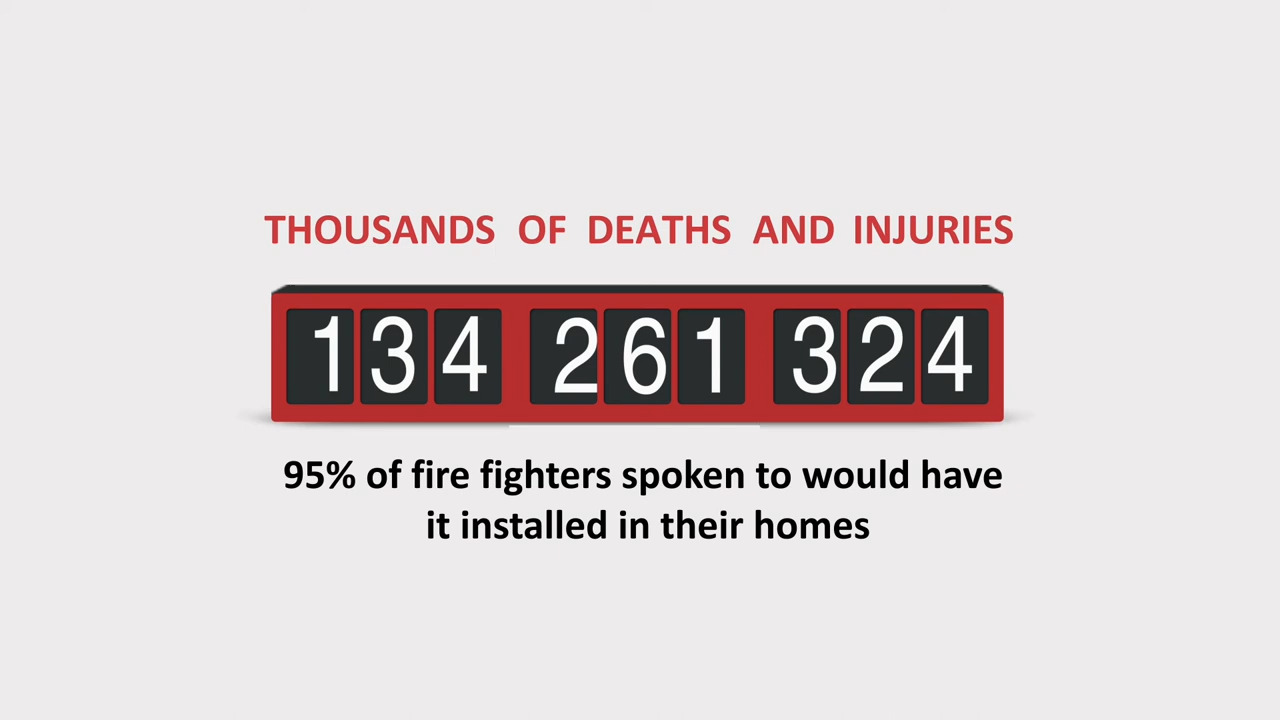 THOUSANDS OF DEATHS AND INJURIES
134 261 324
95% of fire fighters spoken to would have
it installed in their homes